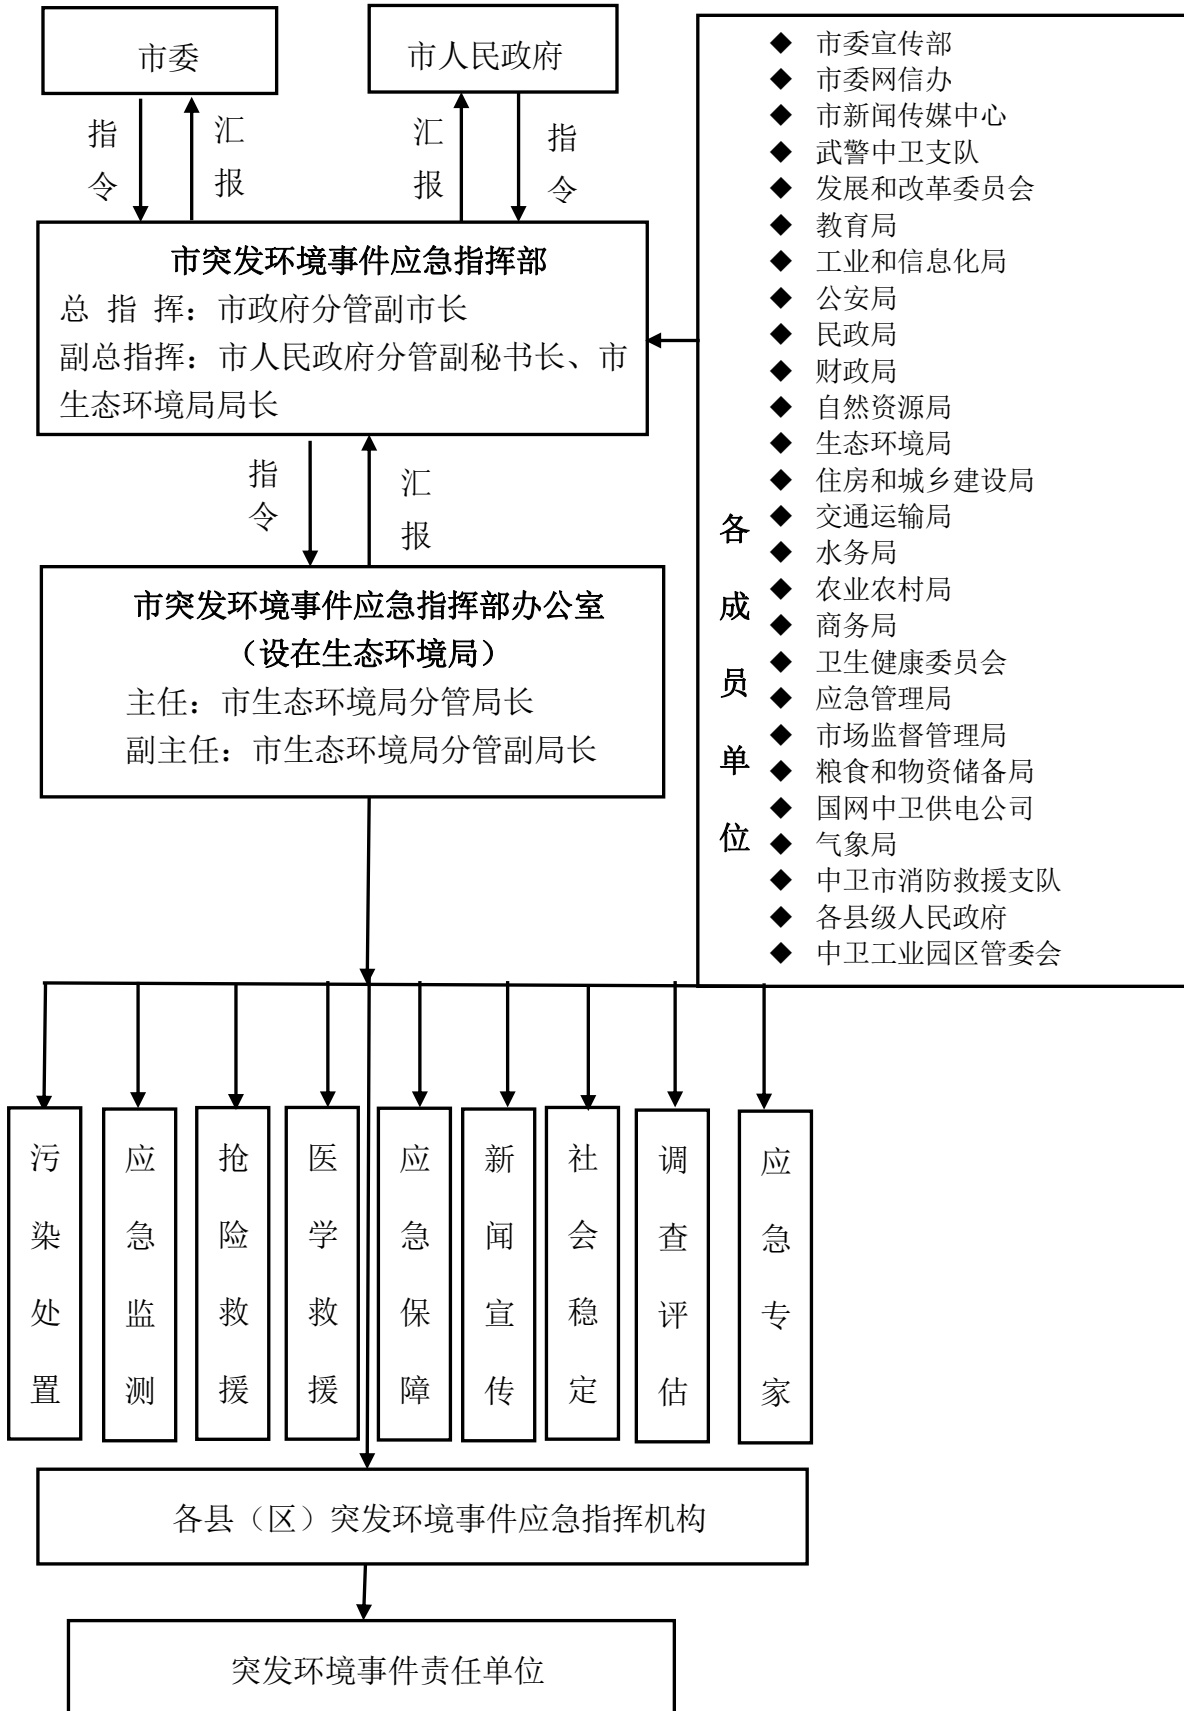 市委
市人民政府
指令
汇报
汇报
指令
市突发环境事件应急指挥部
总 指 挥：市政府分管副市长
副总指挥：市人民政府分管副秘书长、市
生态环境局局长
指令
汇报
市突发环境事件应急指挥部办公室
（设在生态环境局）
主任：市生态环境局分管局长
副主任：市生态环境局分管副局长
各成员单位
◆ 市委宣传部
◆ 市委网信办
◆ 市新闻传媒中心
◆ 武警中卫支队
◆ 发展和改革委员会
◆ 教育局
◆ 工业和信息化局
◆ 公安局
◆ 民政局
◆ 财政局
◆ 自然资源局
◆ 生态环境局
◆ 住房和城乡建设局
◆ 交通运输局
◆ 水务局
◆ 农业农村局
◆ 商务局
◆ 卫生健康委员会
◆ 应急管理局
◆ 市场监督管理局
◆ 粮食和物资储备局
◆ 国网中卫供电公司
◆ 气象局
◆ 中卫市消防救援支队
◆ 各县级人民政府
◆ 中卫工业园区管委会
污染处置
应急监测
抢险救援
医学救援
应急保障
新闻宣传
社会稳定
调查评估
应急专家
各县（区）突发环境事件应急指挥机构
突发环境事件责任单位